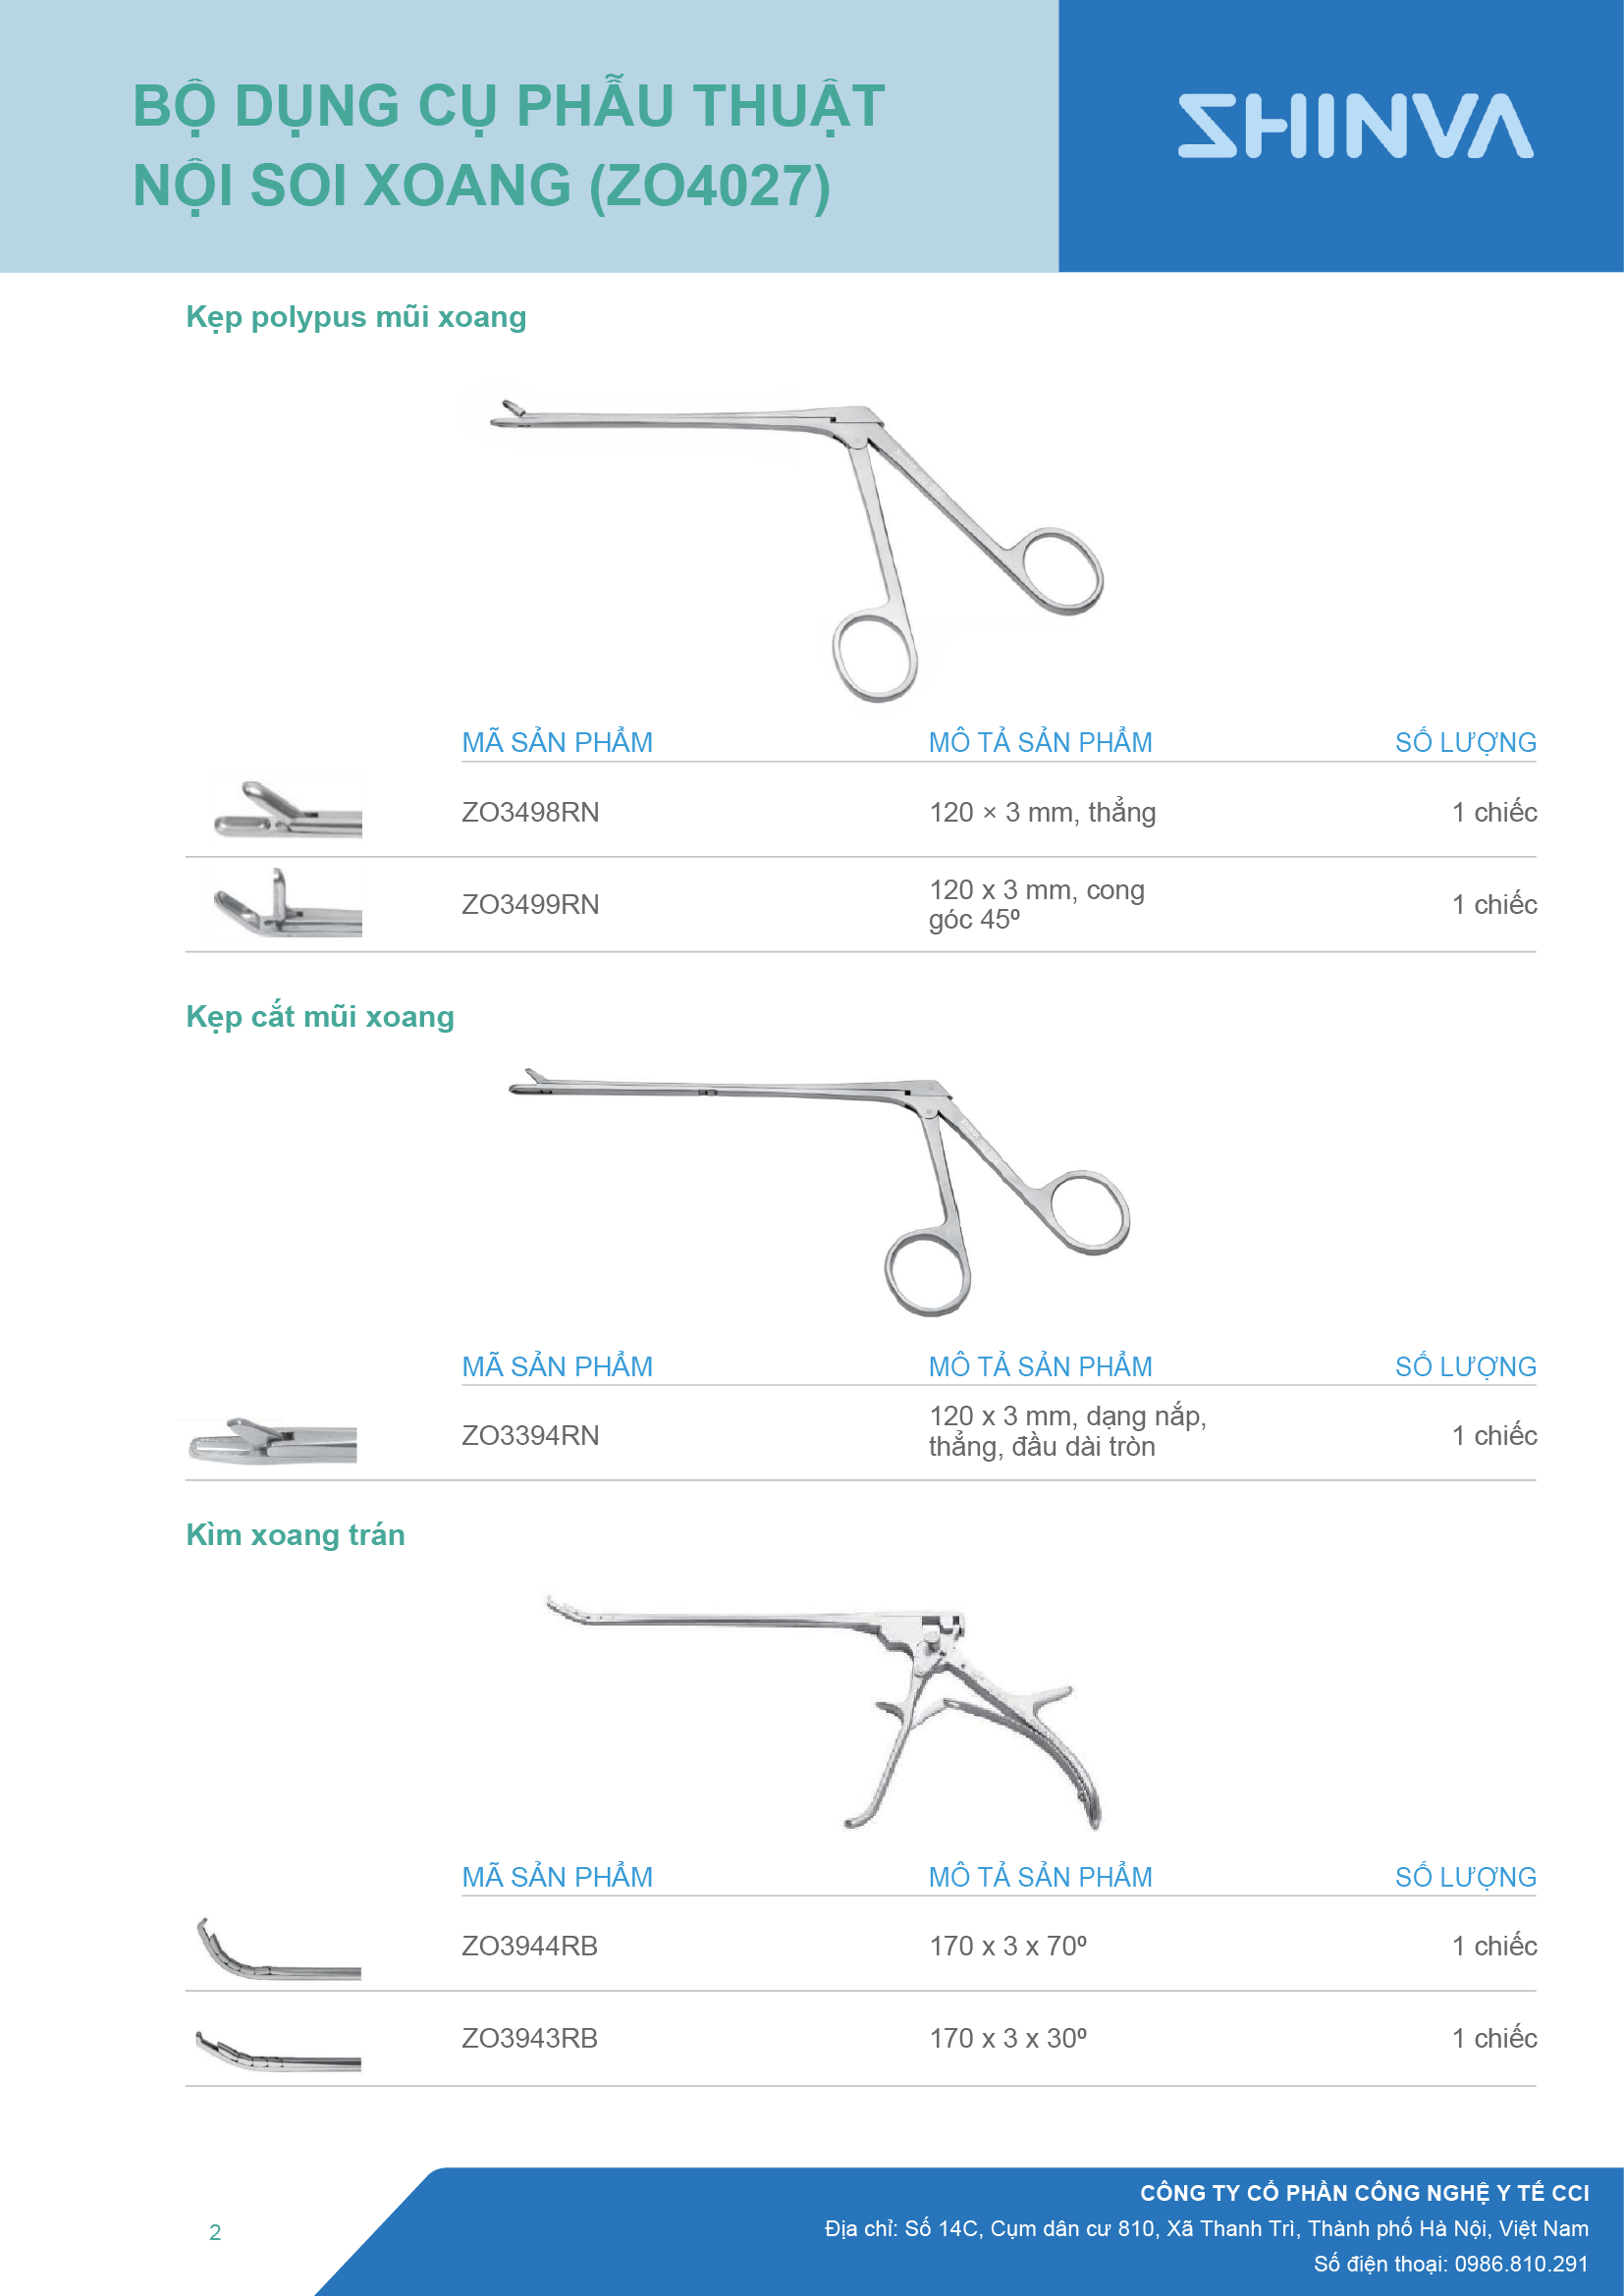 BỘ DỤNG CỤ PHẪU THUẬT
NỘI SOI XOANG (ZO4027)
SHINVA
Kẹp polypus mũi xoang
MÃ SẢN PHẨM MÔ TẢ SẢN PHẨM SỐ LƯỢNG
ZO3498RN 120 × 3 mm, thẳng 1 chiếc
ZO3499RN 120 x 3 mm, cong góc 45⁰ 1 chiếc
Kẹp cắt mũi xoang
MÃ SẢN PHẨM MÔ TẢ SẢN PHẨM SỐ LƯỢNG
ZO3394RN 120 x 3 mm, dạng nắp, thẳng, đầu dài tròn 1 chiếc
Kìm xoang trán
MÃ SẢN PHẨM MÔ TẢ SẢN PHẨM SỐ LƯỢNG
ZO3944RB 170 x 3 x 70⁰ 1 chiếc
ZO3943RB 170 x 3 x 30⁰ 1 chiếc
CÔNG TY CỔ PHẦN CÔNG NGHỆ Y TẾ CCI
Địa chỉ: Số 14C, Cụm dân cư 810, Xã Thanh Trì, Thành phố Hà Nội, Việt Nam
Số điện thoại: 0986.810.291
2